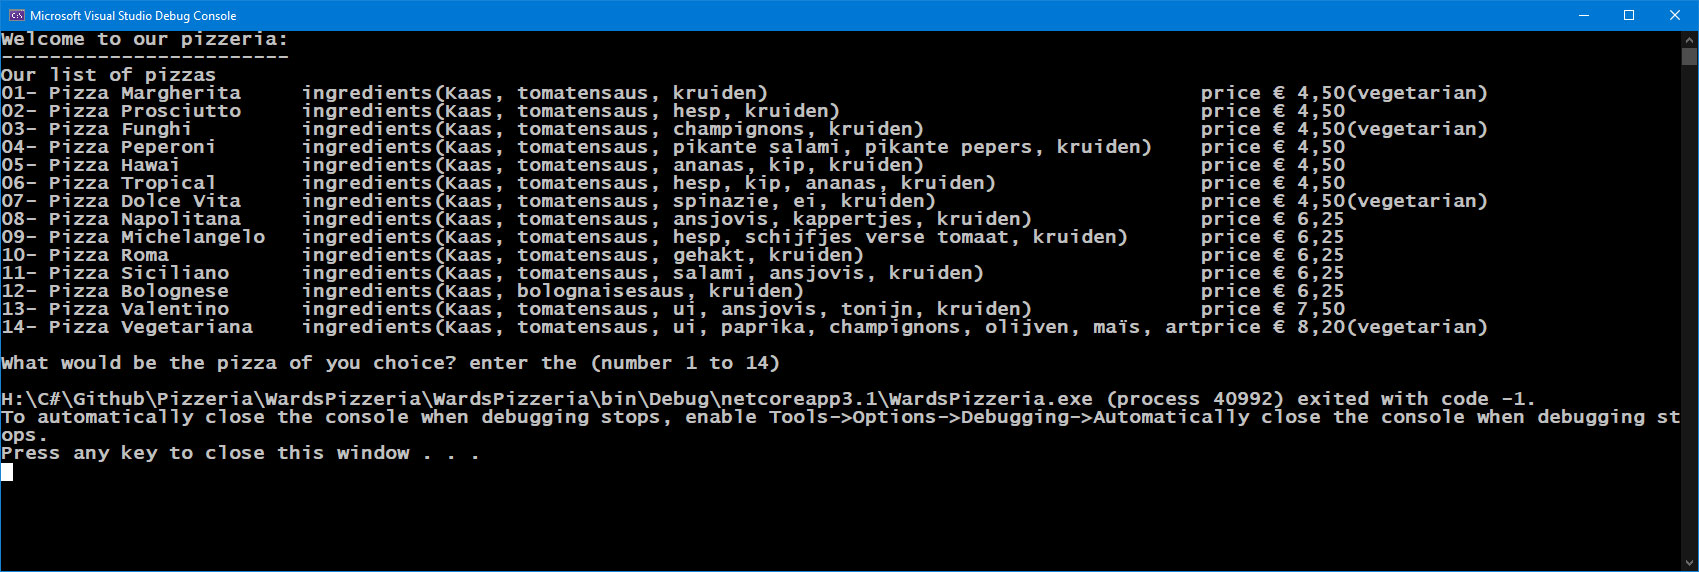 Microsoft Visual Studio Debug Console
Welcome to our pizzeria:
------------------------
Our list of pizzas
01- Pizza Margherita     ingredients(Kaas, tomatensaus, kruiden)                                    price € 4,50(vegetarian)
02- Pizza Prosciutto     ingredients(Kaas, tomatensaus, hesp, kruiden)                              price € 4,50
03- Pizza Funghi         ingredients(Kaas, tomatensaus, champignons, kruiden)                       price € 4,50(vegetarian)
04- Pizza Peperoni       ingredients(Kaas, tomatensaus, pikante salami, pikante pepers, kruiden)    price € 4,50
05- Pizza Hawai          ingredients(Kaas, tomatensaus, ananas, kip, kruiden)                       price € 4,50
06- Pizza Tropical       ingredients(Kaas, tomatensaus, hesp, kip, ananas, kruiden)                 price € 4,50
07- Pizza Dolce Vita     ingredients(Kaas, tomatensaus, spinazie, ei, kruiden)                      price € 4,50(vegetarian)
08- Pizza Napolitana     ingredients(Kaas, tomatensaus, ansjovis, kappertjes, kruiden)              price € 6,25
09- Pizza Michelangelo   ingredients(Kaas, tomatensaus, hesp, schijfjes verse tomaat, kruiden)      price € 6,25
10- Pizza Roma           ingredients(Kaas, tomatensaus, gehakt, kruiden)                            price € 6,25
11- Pizza Siciliano      ingredients(Kaas, tomatensaus, salami, ansjovis, kruiden)                  price € 6,25
12- Pizza Bolognese      ingredients(Kaas, bolognaisesaus, kruiden)                                 price € 6,25
13- Pizza Valentino      ingredients(Kaas, tomatensaus, ui, ansjovis, tonijn, kruiden)              price € 7,50
14- Pizza Vegetariana    ingredients(Kaas, tomatensaus, ui, paprika, champignons, olijven, maïs, artprice € 8,20(vegetarian)
What would be the pizza of you choice? enter the (number 1 to 14)
H:\C#\Github\Pizzeria\WardsPizzeria\WardsPizzeria\bin\Debug\netcoreapp3.1\WardsPizzeria.exe (process 40992) exited with code -1.
To automatically close the console when debugging stops, enable Tools->Options->Debugging->Automatically close the console when debugging st
ops.
Press any key to close this window . . .